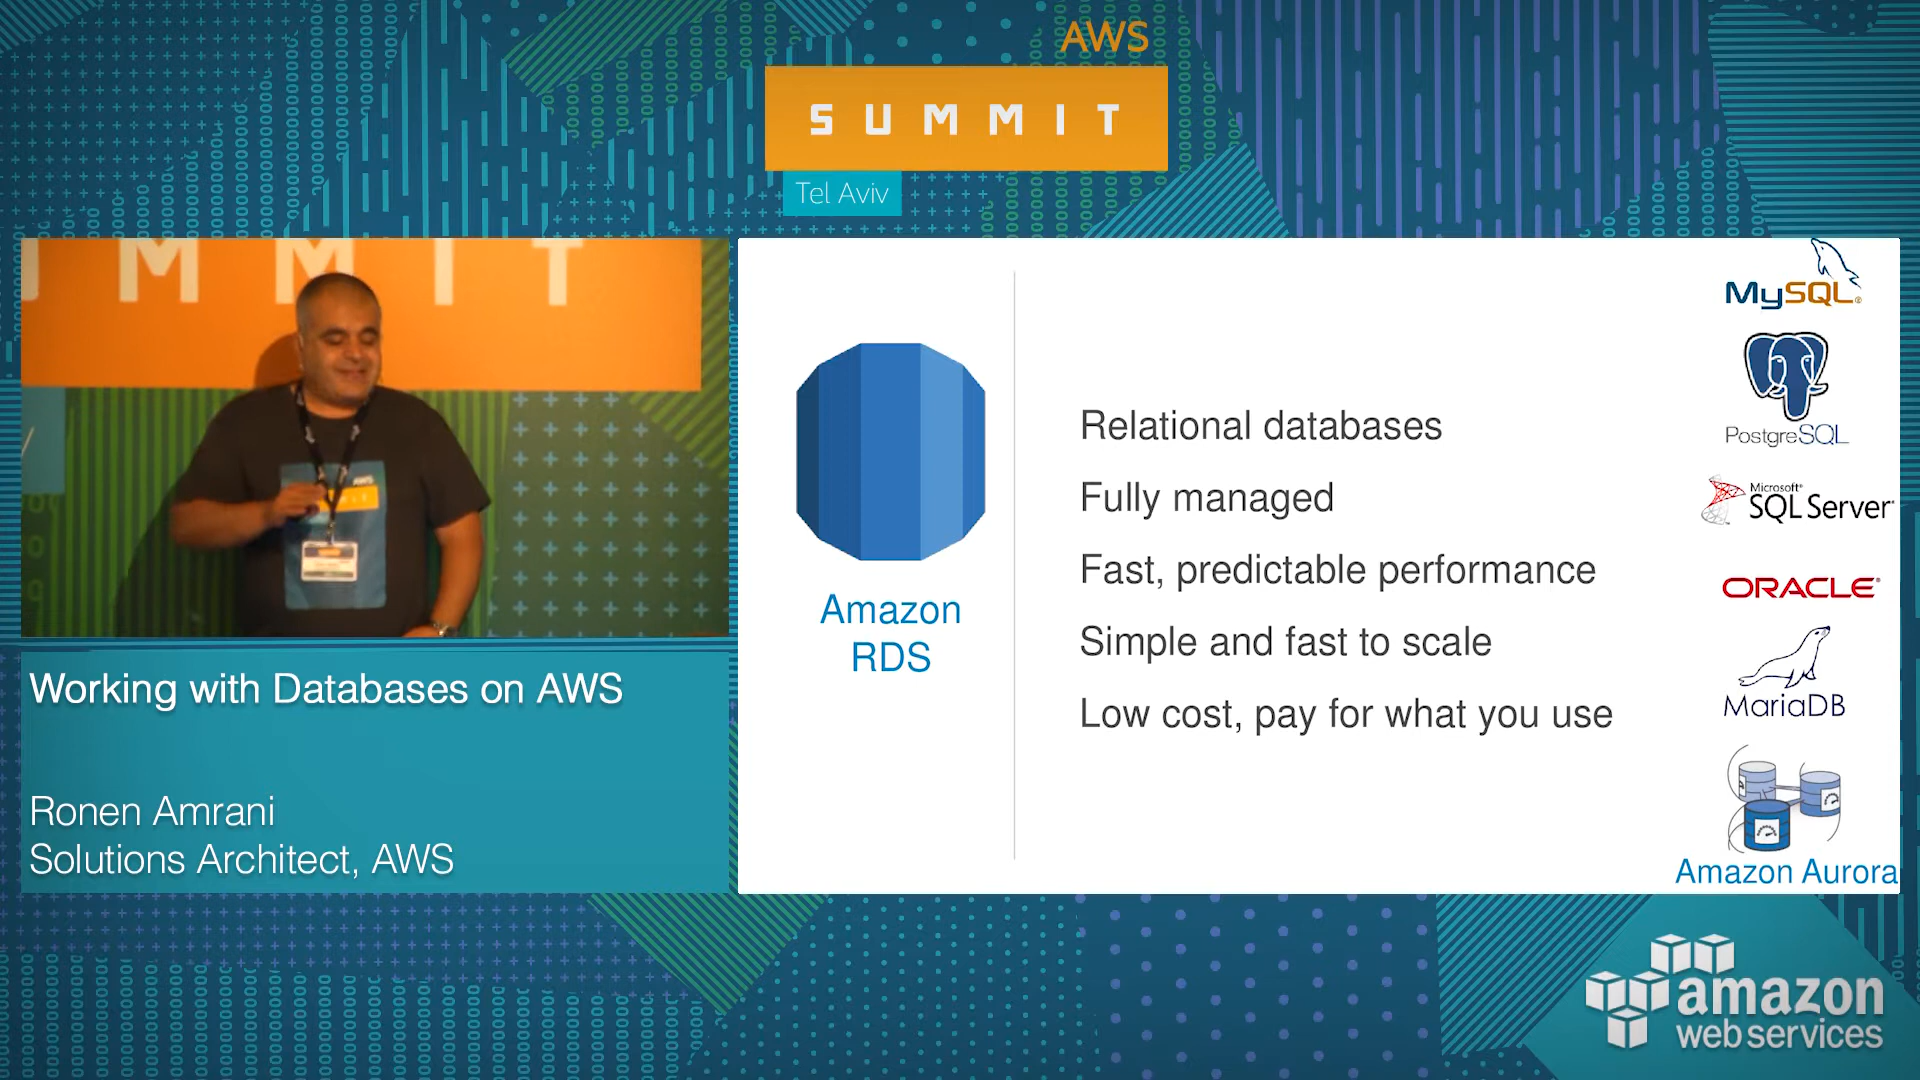 AWS
SUMMIT
Tel Aviv
MMIT
AWS
Working with Databases on AWS
Ronen Amrani
Solutions Architect, AWS
Amazon
RDS
Relational databases
Fully managed
Fast, predictable performance
Simple and fast to scale
Low cost, pay for what you use
MySQL®
PostgreSQL
Microsoft®
SQL Server®
ORACLE®
MariaDB
Amazon Aurora
amazon
web services